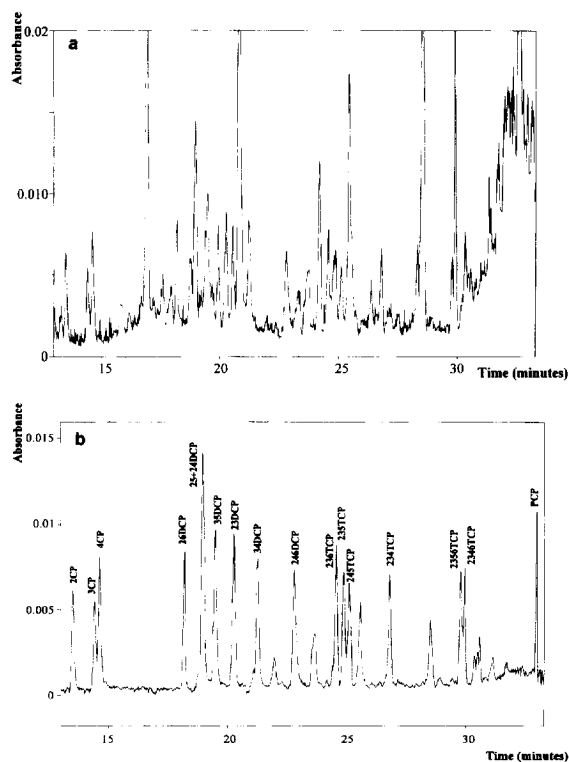 Absorbance
a
0.02
0.010
0
15
20
25
30
Time (minutes)
Absorbance
b
0.015
0.01
0.005
0
2CP
3CP
4CP
26DCP
25+24DCP
35DCP
23DCP
34DCP
246DCP
236TCP
235TCP
245TCP
234TCP
2356TCP
2346TCP
PCP
15
20
25
30
Time (minutes)